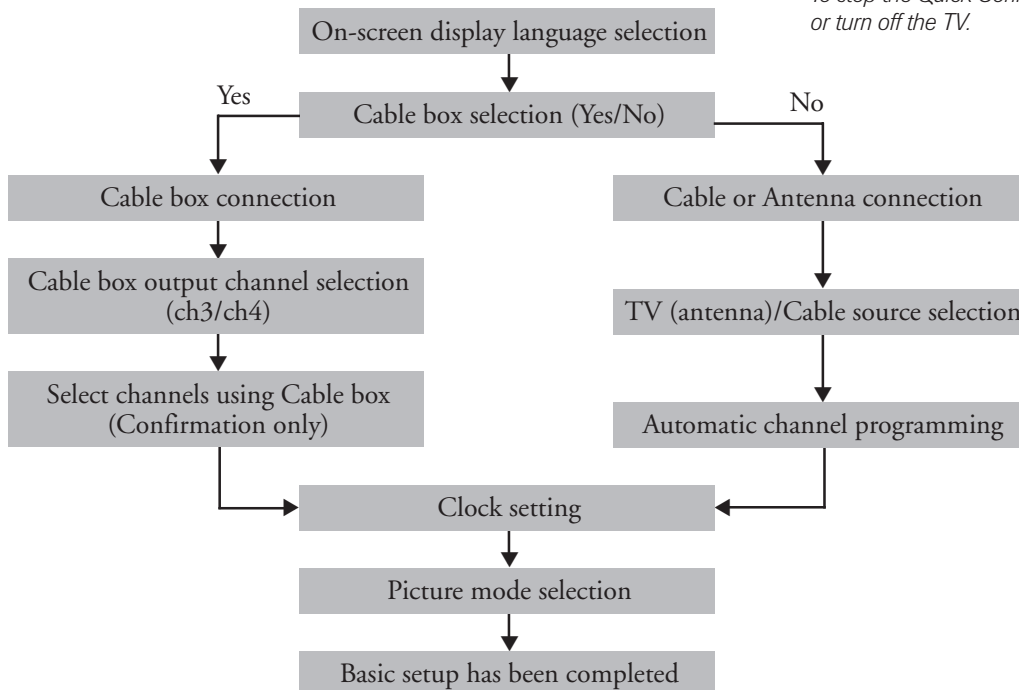 To stop the Quick
or turn off the TV.
On-screen display language selection
Yes
No
Cable box selection (Yes/No)
Cable box connection
Cable or Antenna connection
Cable box output channel selection
(ch3/ch4)
TV (antenna)/Cable source selection
Select channels using Cable box
(Confirmation only)
Automatic channel programming
Clock setting
Picture mode selection
Basic setup has been completed